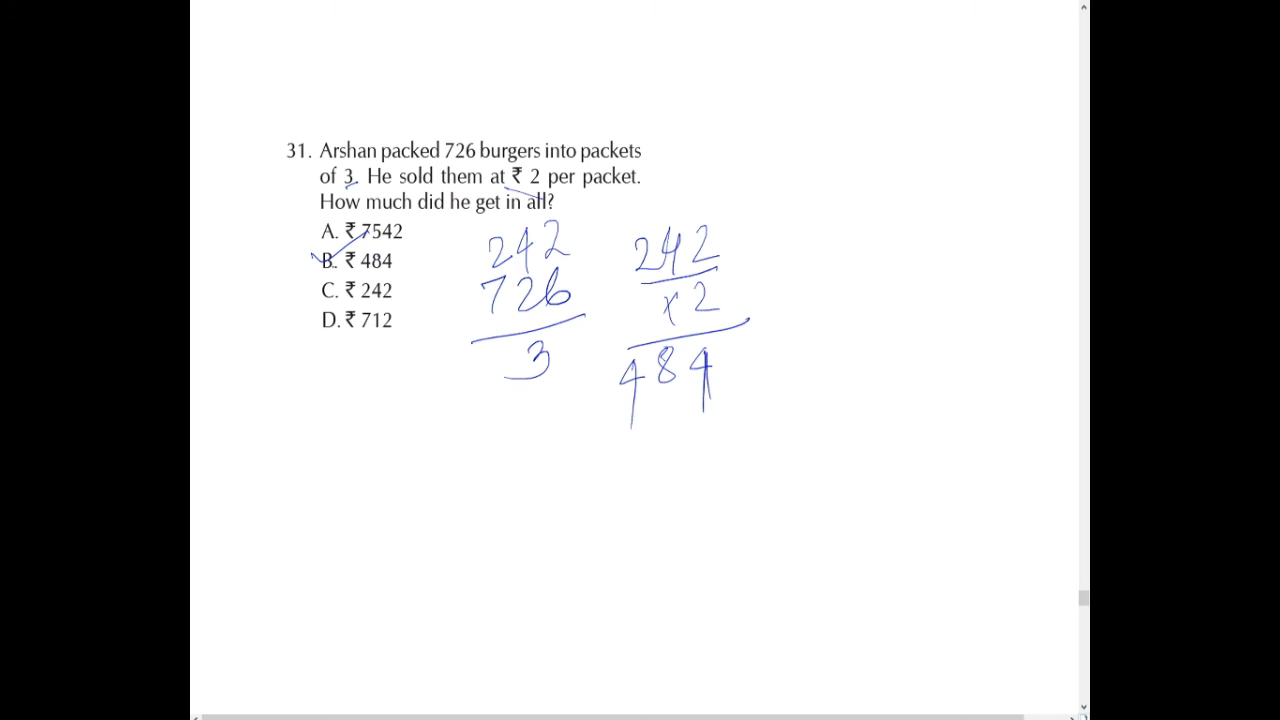 31. Arshan packed 726 burgers into packets
of 3. He sold them at ₹ 2 per packet.
How much did he get in all?
A. ₹ 7542
B. ₹ 484
C. ₹ 242
D. ₹ 712
242
726
3
242
x 2
484